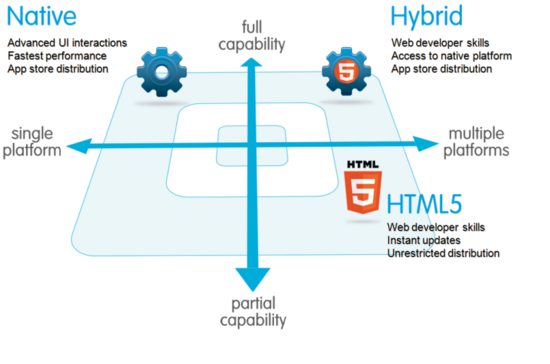 Native
Advanced UI interactions
Fastest performance
App store distribution
full
capability
Hybrid
Web developer skills
Access to native platform
App store distribution
5
single
platform
multiple
platforms
HTML
5
HTML5
Web developer skills
Instant updates
Unrestricted distribution
partial
capability